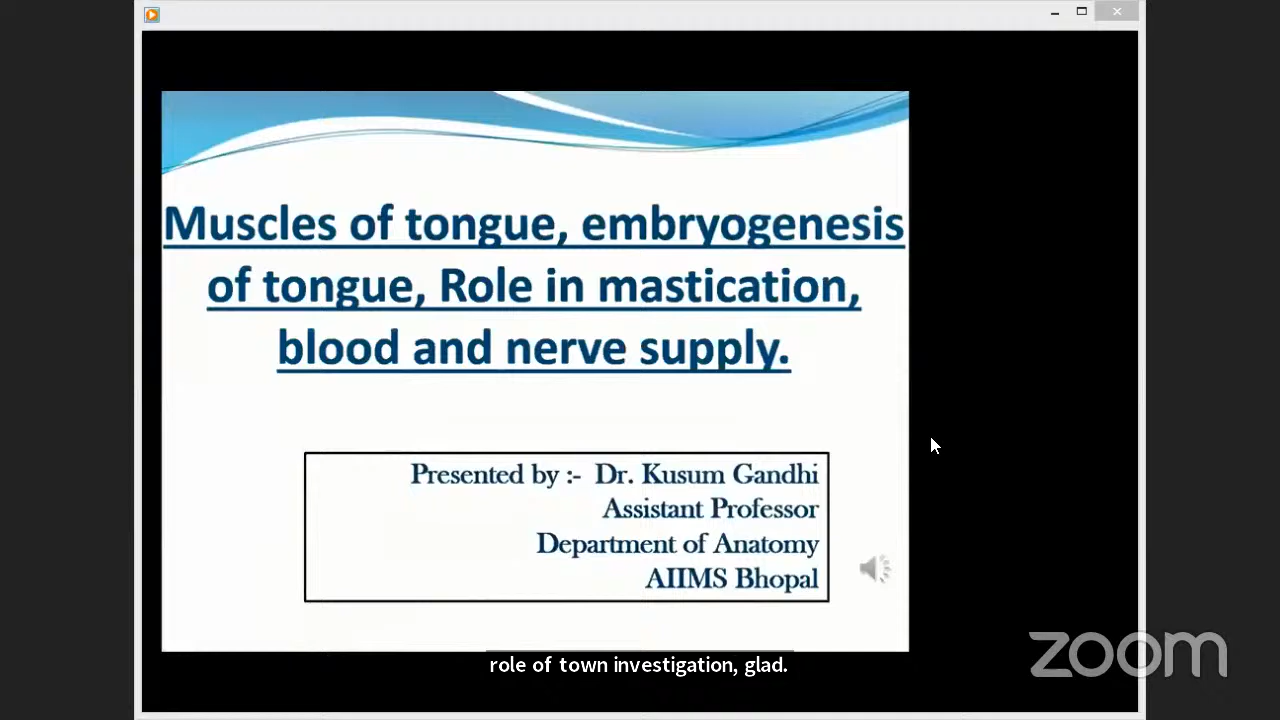 Muscles of tongue, embryogenesis
of tongue, Role in mastication,
blood and nerve supply.
Presented by :- Dr. Kusum Gandhi
Assistant Professor
Department of Anatomy
AIIMS Bhopal
role of town investigation, glad.
zoom